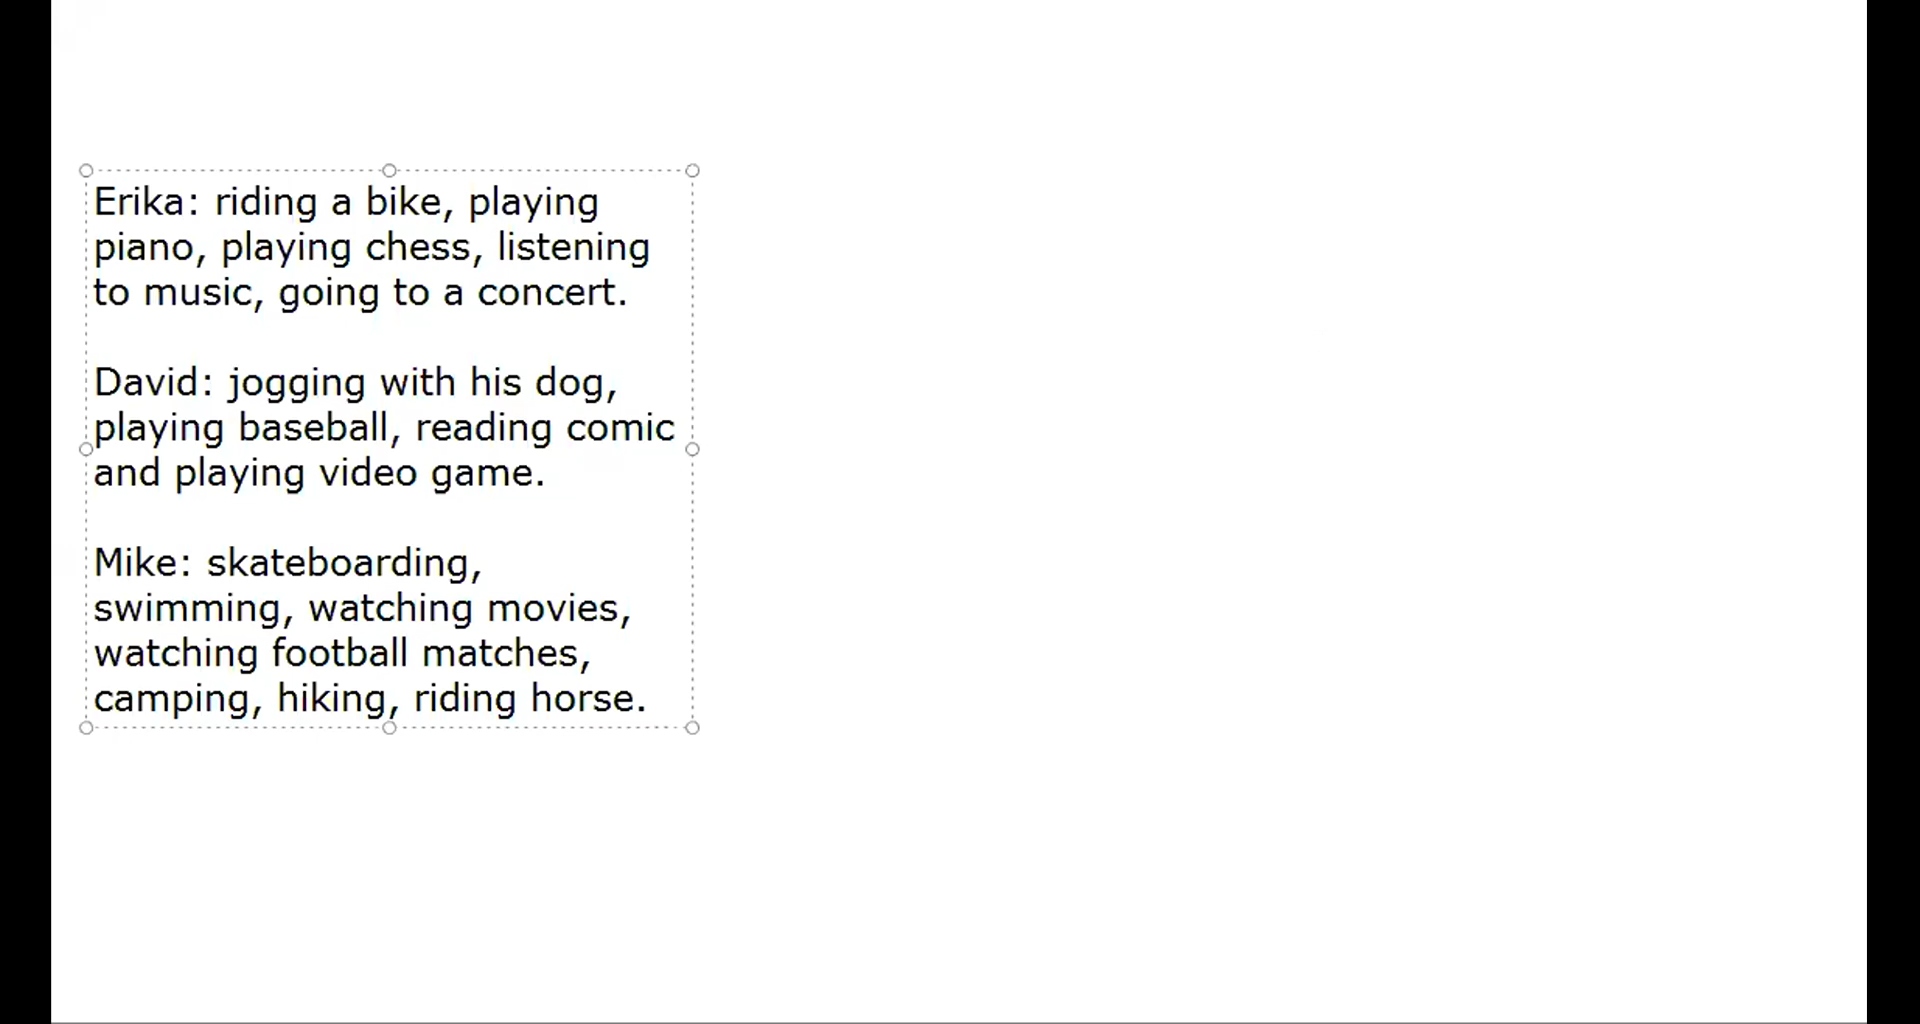 Erika: riding a bike, playing
piano, playing chess, listening
to music, going to a concert.
David: jogging with his dog,
playing baseball, reading comic
and playing video game.
Mike: skateboarding,
swimming, watching movies,
watching football matches,
camping, hiking, riding horse.